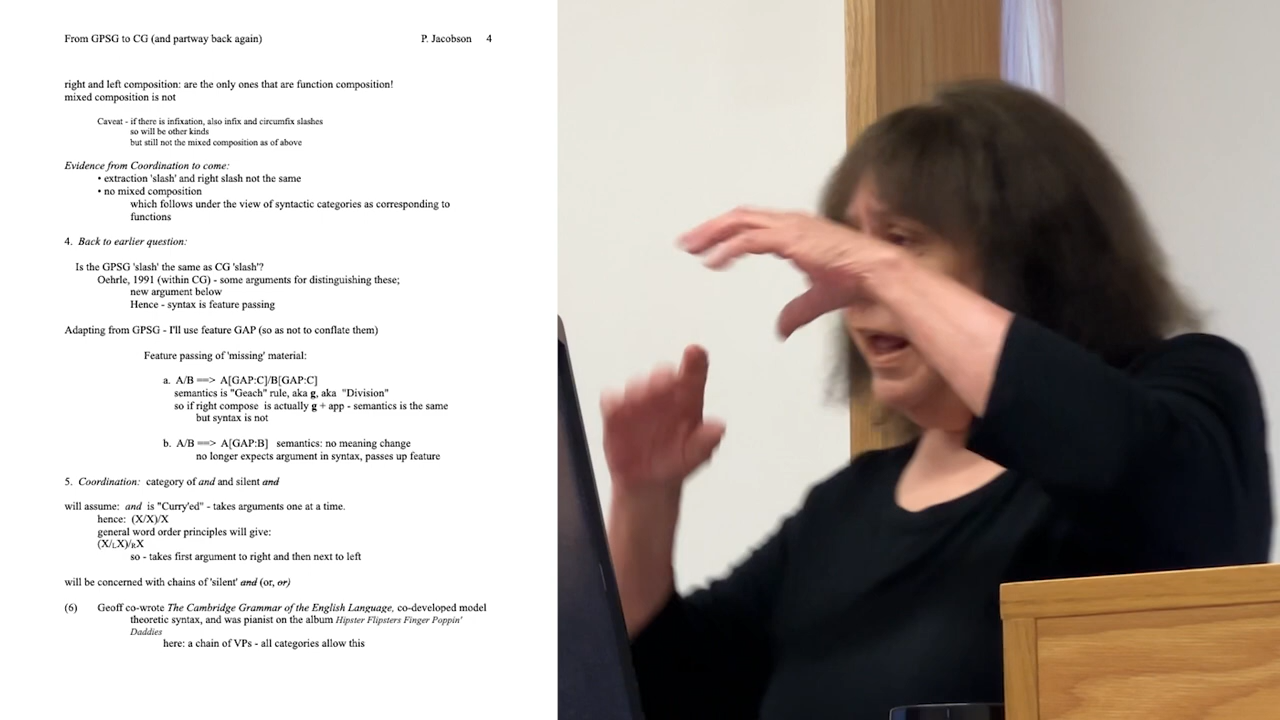 From GPSG to CG (and partway back again) P. Jacobson 4
right and left composition: are the only ones that are function composition!
mixed composition is not
Caveat - if there is infixation, also infix and circumfix slashes
so will be other kinds
but still not the mixed composition as of above
Evidence from Coordination to come:
• extraction 'slash' and right slash not the same
• no mixed composition
which follows under the view of syntactic categories as corresponding to
functions
4. Back to earlier question:
Is the GPSG 'slash' the same as CG 'slash'?
Oehrle, 1991 (within CG) - some arguments for distinguishing these;
new argument below
Hence - syntax is feature passing
Adapting from GPSG - I'll use feature GAP (so as not to conflate them)
Feature passing of 'missing' material:
a. A/B ==> A[GAP:C]/B[GAP:C]
semantics is "Geach" rule, aka g, aka "Division"
so if right compose is actually g + app - semantics is the same
but syntax is not
b. A/B ==> A[GAP:B] semantics: no meaning change
no longer expects argument in syntax, passes up feature
5. Coordination: category of and and silent and
will assume: and is "Curry'ed" - takes arguments one at a time.
hence: (X/X)/X
general word order principles will give:
(X/LX)/RX
so - takes first argument to right and then next to left
will be concerned with chains of 'silent' and (or, or)
(6) Geoff co-wrote The Cambridge Grammar of the English Language, co-developed model
theoretic syntax, and was pianist on the album Hipster Flipsters Finger Poppin'
Daddies
here: a chain of VPs - all categories allow this